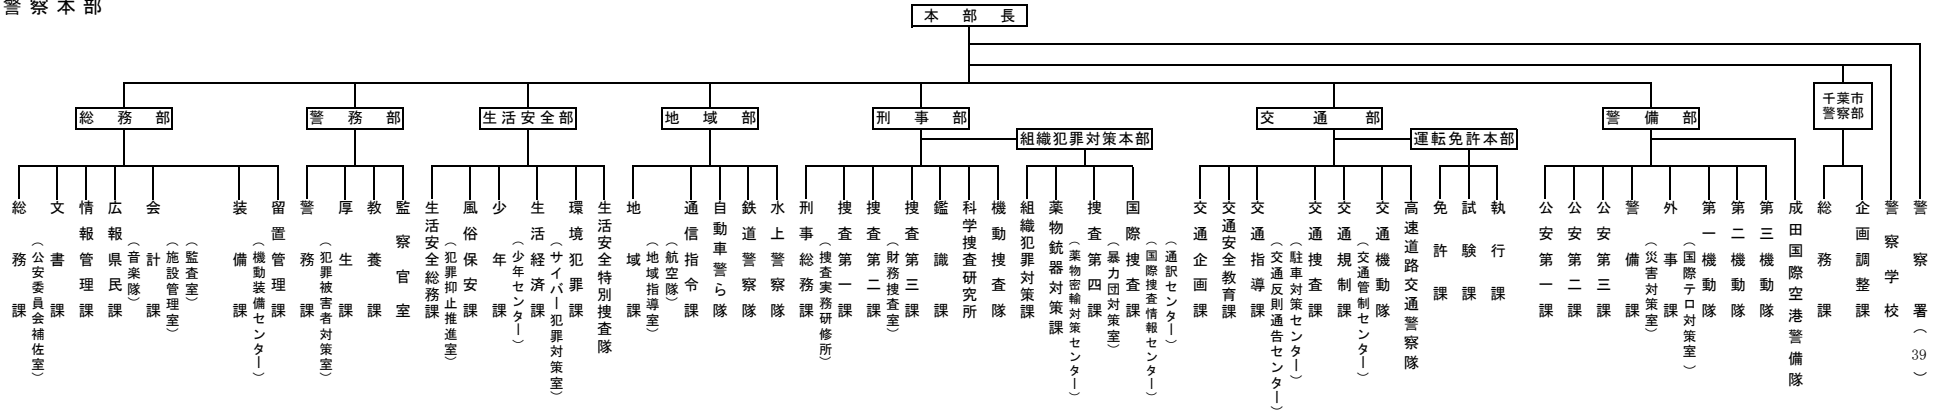 警察本部
本部長
総務部
警務部
生活安全部
地域部
刑事部
組織犯罪対策本部
交通部
運転免許本部
警備部
千葉市
警察部
総務課
（公安委員会補佐室）
文書課
情報管理課
広報県民課
（音楽隊）
会計課
（施設管理室）
（監査室）
装備課
（機動装備センター）
留置管理課
警務課
（犯罪被害者対策室）
厚生課
教養課
監察官室
生活安全総務課
（犯罪抑止推進室）
風俗保安課
少年課
（少年センター）
生活経済課
（サイバー犯罪対策室）
環境犯罪課
生活安全特別捜査隊
地域課
（地域指導室）
（航空隊）
通信指令課
自動車警ら隊
鉄道警察隊
水上警察隊
刑事総務課
（捜査実務研修所）
捜査第一課
捜査第二課
（財務捜査室）
捜査第三課
鑑識課
科学捜査研究所
機動捜査隊
組織犯罪対策課
薬物銃器対策課
（薬物密輸対策センター）
捜査第四課
（暴力団対策室）
国際捜査課
（国際捜査情報センター）
（通訳センター）
交通企画課
交通安全教育課
交通指導課
（交通反則通告センター）
（駐車対策センター）
交通捜査課
交通規制課
（交通管制センター）
交通機動隊
高速道路交通警察隊
免許課
試験課
執行課
公安第一課
公安第二課
公安第三課
警備課
（災害対策室）
外事課
（国際テロ対策室）
第一機動隊
第二機動隊
第三機動隊
成田国際空港警備隊
総務課
企画調整課
警察学校
警察署（39）